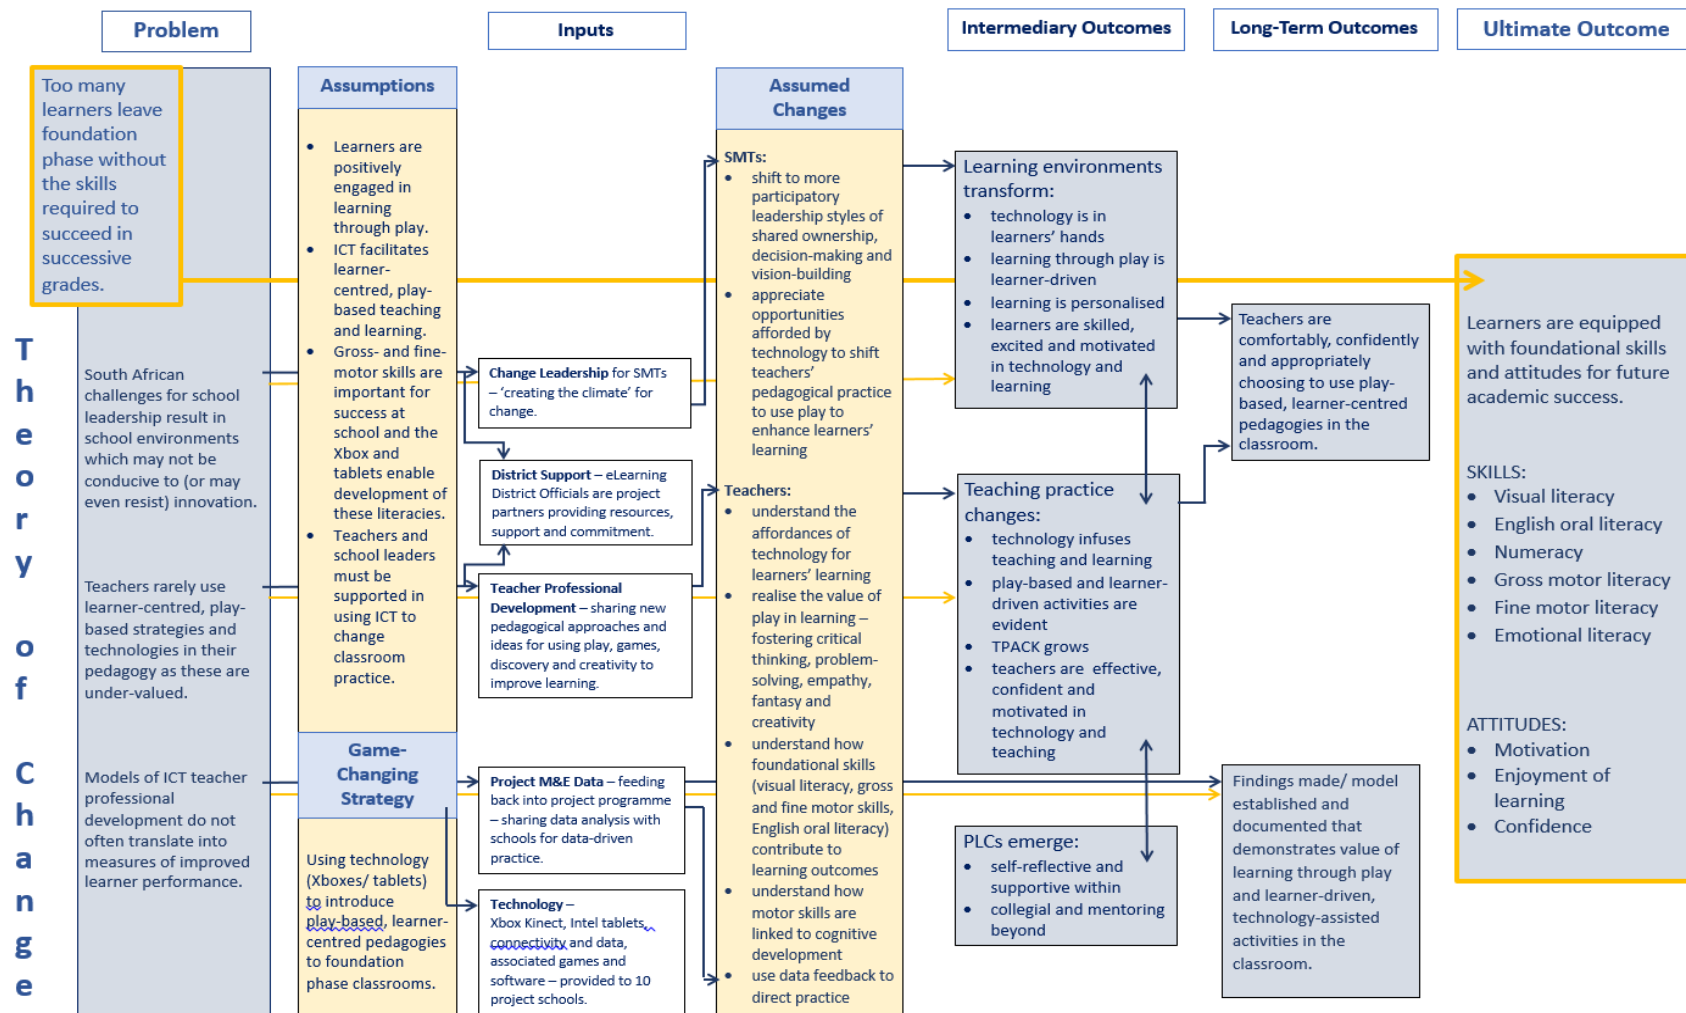 Problem
Inputs
Intermediary Outcomes
Long-Term Outcomes
Ultimate Outcome
Theory of Change
Too many
learners leave
foundation
phase without
the skills
required to
succeed in
successive
grades.
South African
challenges for school
leadership result in
school environments
which may not be
conducive to (or may
even resist) innovation.
Teachers rarely use
learner-centred, play-
based strategies and
technologies in their
pedagogy as these are
under-valued.
Models of ICT teacher
professional
development do not
often translate into
measures of improved
learner performance.
Assumptions
• Learners are
positively
engaged in
learning
through play.
• ICT facilitates
learner-
centred, play-
based teaching
and learning.
• Gross- and fine-
motor skills are
important for
success at
school and the
Xbox and
tablets enable
development of
these literacies.
• Teachers and
school leaders
must be
supported in
using ICT to
change
classroom
practice.
Game-
Changing
Strategy
Using technology
(Xboxes/ tablets)
to introduce
play-based, learner-
centred pedagogies
to foundation
phase classrooms.
Change Leadership for SMTs
– ‘creating the climate’ for
change.
District Support – eLearning
District Officials are project
partners providing resources,
support and commitment.
Teacher Professional
Development – sharing new
pedagogical approaches and
ideas for using play, games,
discovery and creativity to
improve learning.
Project M&E Data – feeding
back into project programme
– sharing data analysis with
schools for data-driven
practice.
Technology –
Xbox Kinect, Intel tablets,
connectivity and data,
associated games and
software – provided to 10
project schools.
Assumed
Changes
SMTs:
• shift to more
participatory
leadership styles of
shared ownership,
decision-making and
vision-building
• appreciate
opportunities
afforded by
technology to shift
teachers’
pedagogical practice
to use play to
enhance learners’
learning
Teachers:
• understand the
affordances of
technology for
learners’ learning
• realise the value of
play in learning –
fostering critical
thinking, problem-
solving, empathy,
fantasy and
creativity
• understand how
foundational skills
(visual literacy, gross
and fine motor skills,
English oral literacy)
contribute to
learning outcomes
• understand how
motor skills are
linked to cognitive
development
• use data feedback to
direct practice
Learning environments
transform:
• technology is in
learners’ hands
• learning through play is
learner-driven
• learning is personalised
• learners are skilled,
excited and motivated
in technology and
learning
Teaching practice
changes:
• technology infuses
teaching and learning
• play-based and learner-
driven activities are
evident
• TPACK grows
• teachers are effective,
confident and
motivated in
technology and
teaching
PLCs emerge:
• self-reflective and
supportive within
• collegial and mentoring
beyond
Teachers are
comfortably, confidently
and appropriately
choosing to use play-
based, learner-centred
pedagogies in the
classroom.
Findings made/ model
established and
documented that
demonstrates value of
learning through play
and learner-driven,
technology-assisted
activities in the
classroom.
Learners are equipped
with foundational skills
and attitudes for future
academic success.
SKILLS:
• Visual literacy
• English oral literacy
• Numeracy
• Gross motor literacy
• Fine motor literacy
• Emotional literacy
ATTITUDES:
• Motivation
• Enjoyment of
learning
• Confidence